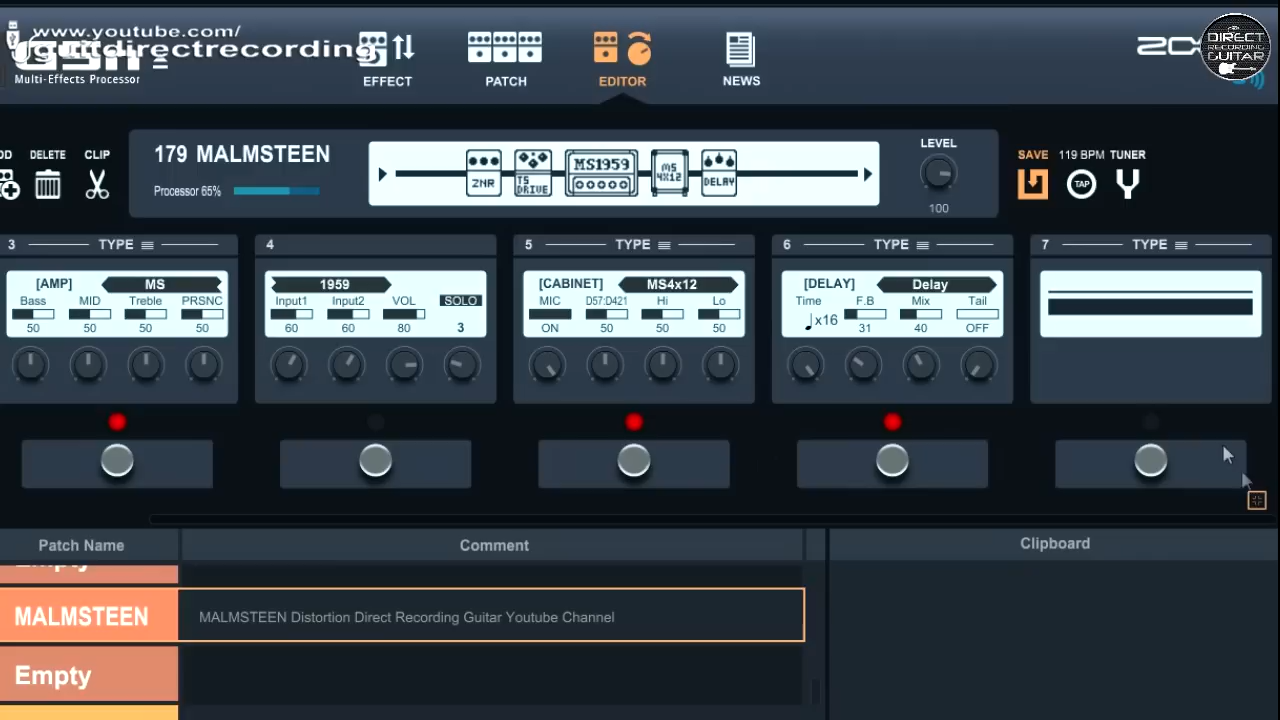 www.youtube.com/
guitdirectrecording
Multi-Effects Processor
EFFECT
PATCH
EDITOR
NEWS
DIRECT
RECORDING
GUITAR
DELETE
CLIP
179 MALMSTEEN
Processor 65%
ZNR
TS
DRIVE
MS1959
MS
4X12
DELAY
LEVEL
100
SAVE
119 BPM
TAP
TUNER
3 TYPE
[AMP] MS
Bass MID Treble PRSNC
50 50 50 50
4
1959
Input1 Input2 VOL SOLO
60 60 80 3
5 TYPE
[CABINET] MS4x12
MIC D57:D421 Hi Lo
ON 50 50 50
6 TYPE
[DELAY] Delay
Time F.B Mix Tail
x16 31 40 OFF
7 TYPE
Patch Name
Comment
Clipboard
Empty
MALMSTEEN
MALMSTEEN Distortion Direct Recording Guitar Youtube Channel
Empty